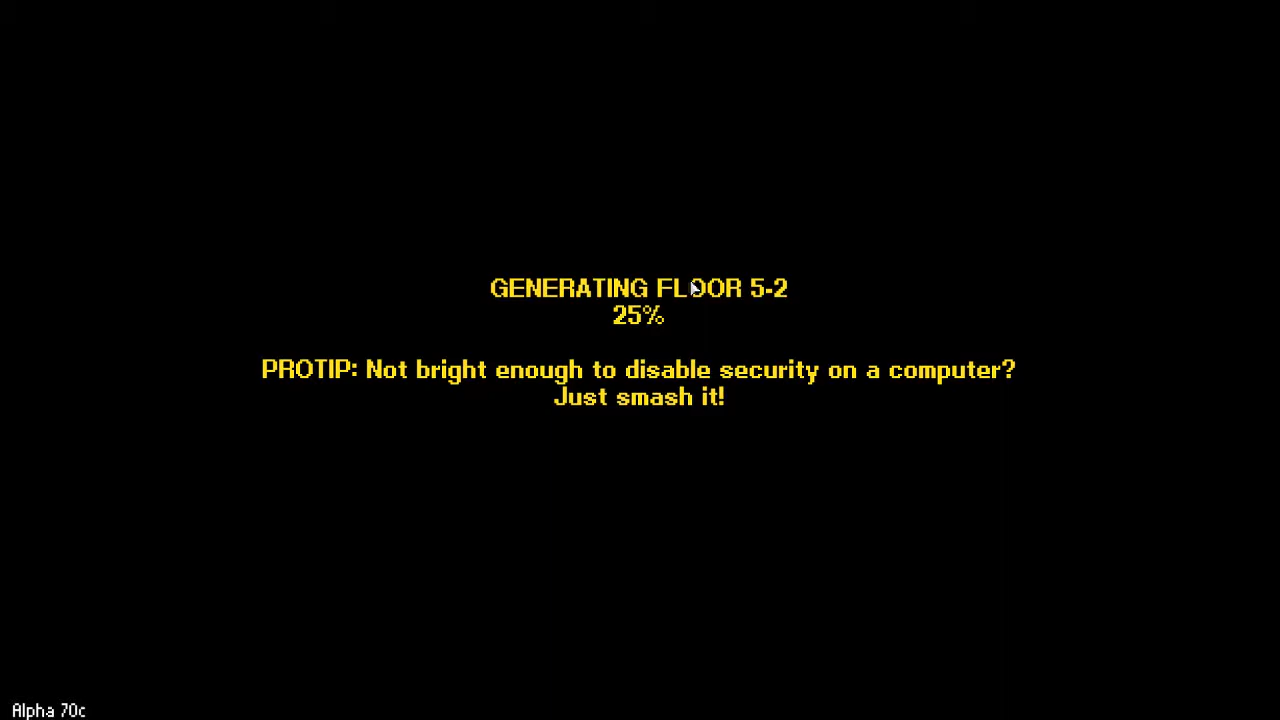 GENERATING FLOOR 5-2
25%
PROTIP: Not bright enough to disable security on a computer?
Just smash it!
Alpha 70c